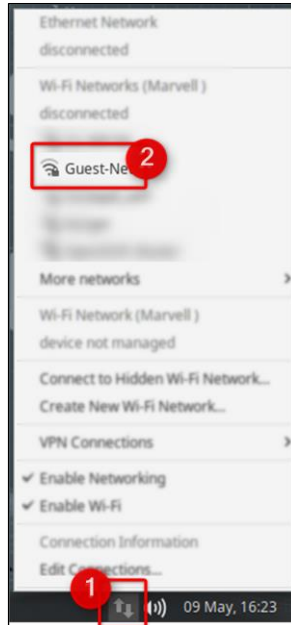 Ethernet Network
disconnected
Wi-Fi Networks (Marvell )
disconnected
2
Guest-Ne
More networks
Wi-Fi Network (Marvell )
device not managed
Connect to Hidden Wi-Fi Network...
Create New Wi-Fi Network...
VPN Connections
Enable Networking
Enable Wi-Fi
Connection Information
Edit Connections...
1
09 May, 16:23